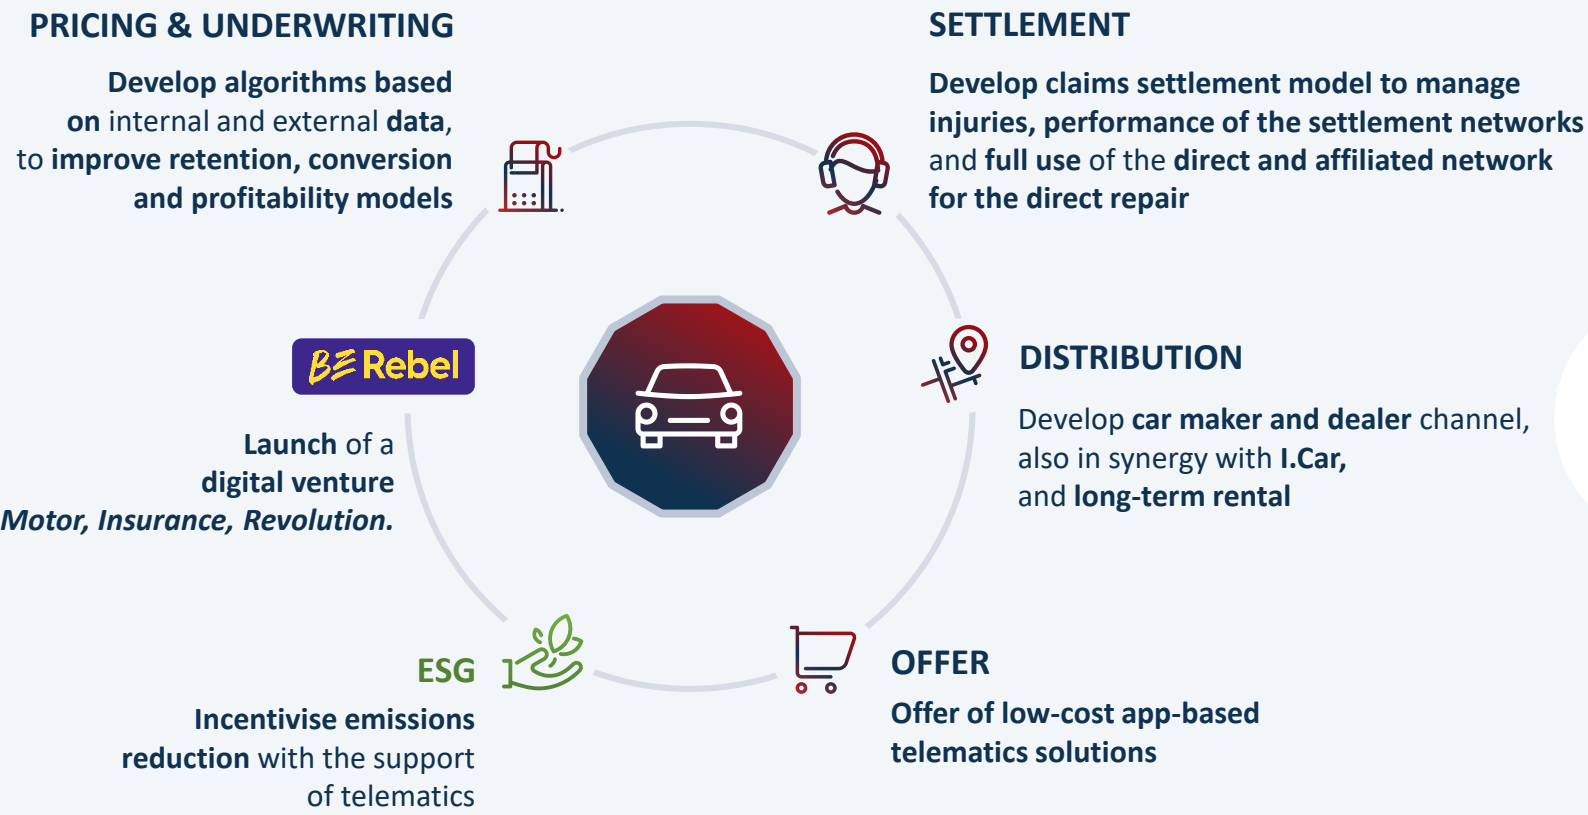 PRICING & UNDERWRITING
Develop algorithms based
on internal and external data,
to improve retention, conversion
and profitability models
SETTLEMENT
Develop claims settlement model to manage
injuries, performance of the settlement networks
and full use of the direct and affiliated network
for the direct repair
BE Rebel
Launch of a
digital venture
Motor, Insurance, Revolution.
DISTRIBUTION
Develop car maker and dealer channel,
also in synergy with I.Car,
and long-term rental
ESG
Incentivise emissions
reduction with the support
of telematics
OFFER
Offer of low-cost app-based
telematics solutions